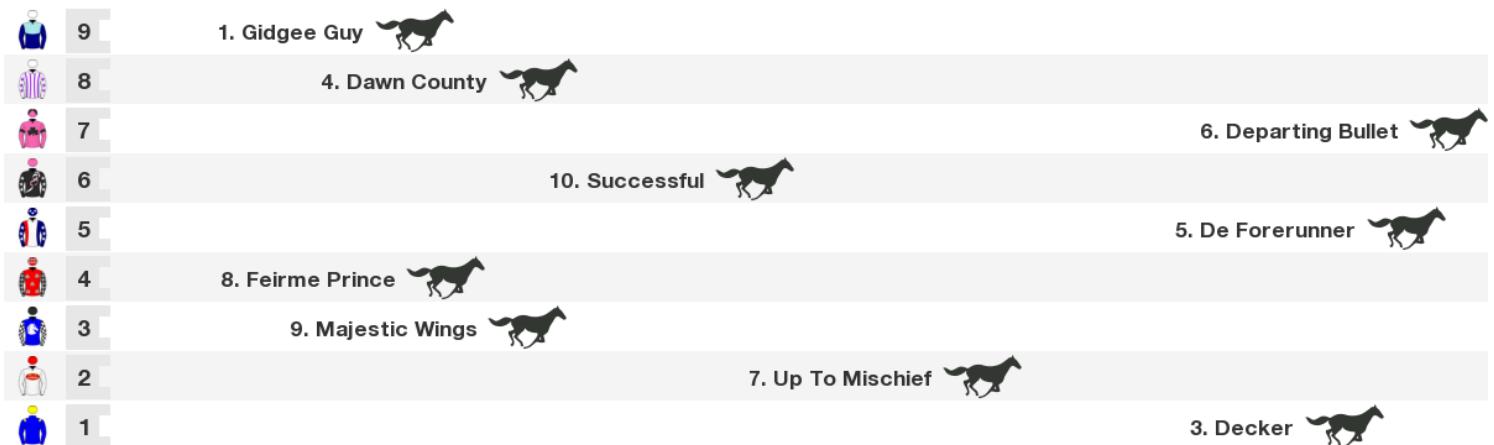 9 1. Gidgee Guy
8 4. Dawn County
7 6. Departing Bullet
6 10. Successful
5 5. De Forerunner
4 8. Feirme Prince
3 9. Majestic Wings
2 7. Up To Mischief
1 3. Decker